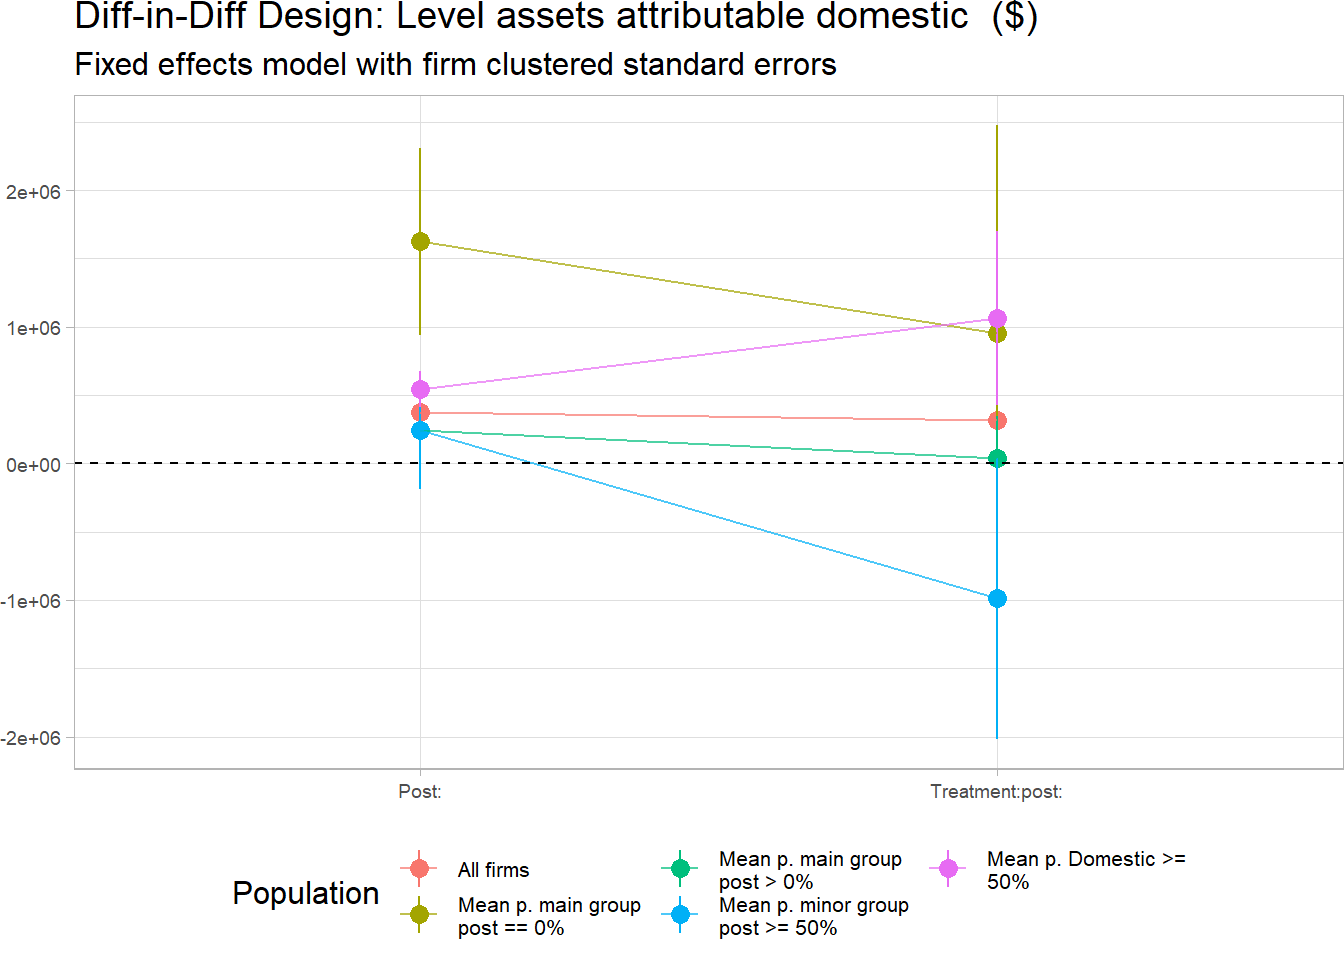 Diff-in-Diff Design: Level assets attributable domestic  ($)
Fixed effects model with firm clustered standard errors
2e+06
1e+06
0e+00
-1e+06
-2e+06
Post:
Treatment:post:
Population
All firms
Mean p. main group
post == 0%
Mean p. main group
post > 0%
Mean p. minor group
post >= 50%
Mean p. Domestic >=
50%